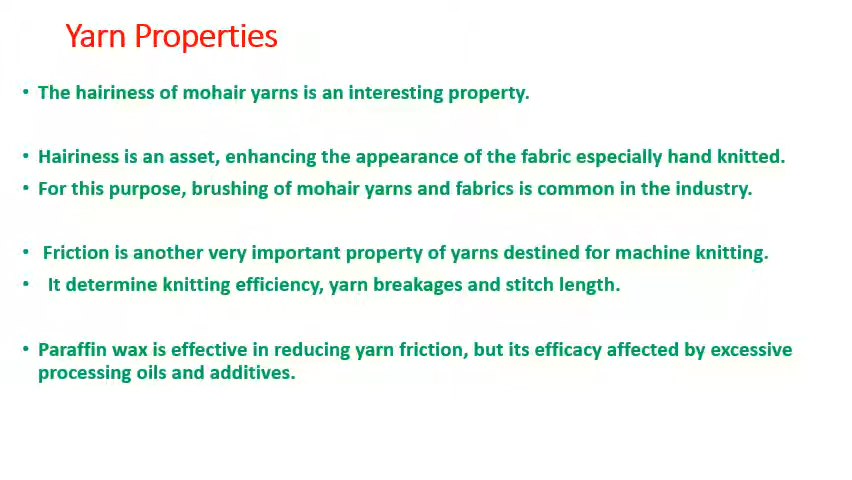 Yarn Properties
• The hairiness of mohair yarns is an interesting property.
• Hairiness is an asset, enhancing the appearance of the fabric especially hand knitted.
• For this purpose, brushing of mohair yarns and fabrics is common in the industry.
• Friction is another very important property of yarns destined for machine knitting.
• It determine knitting efficiency, yarn breakages and stitch length.
• Paraffin wax is effective in reducing yarn friction, but its efficacy affected by excessive
processing oils and additives.